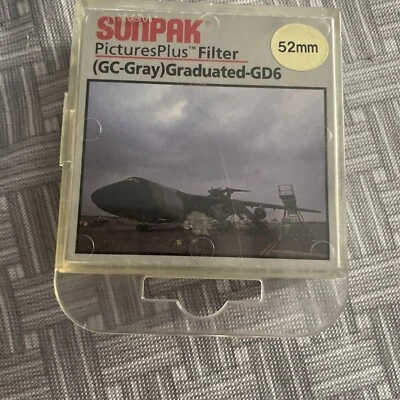 SUNPAK
52mm
PicturesPlus™ Filter
(GC-Gray)Graduated-GD6